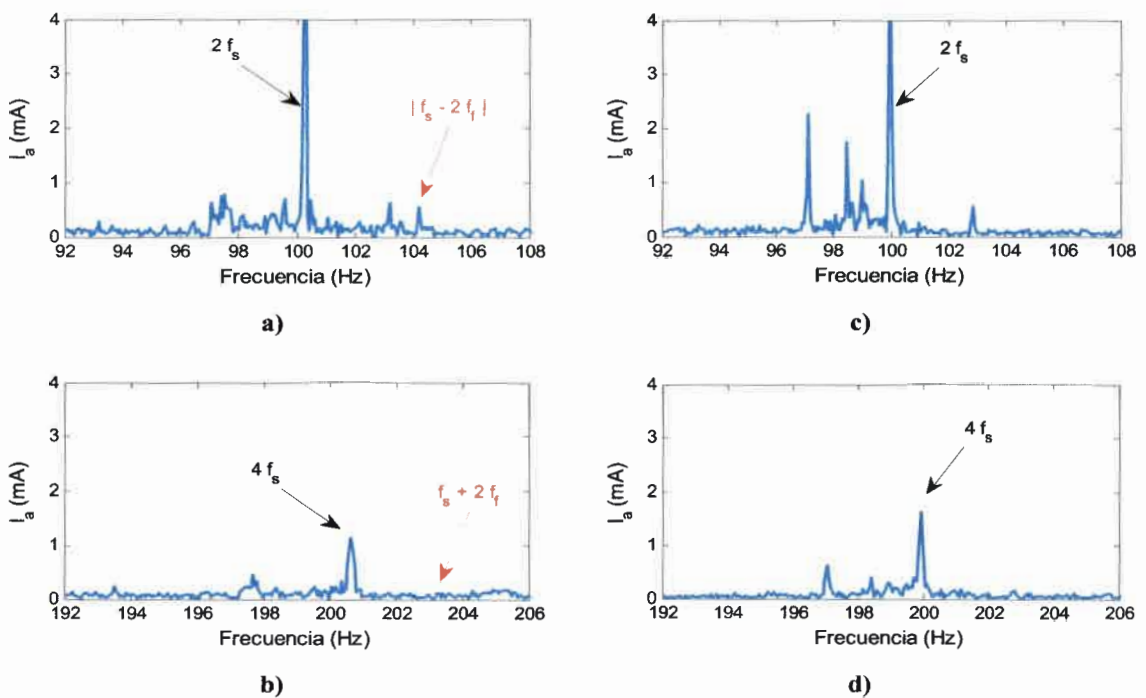 4
3
2
1
0
I_a (mA)
2 f_s
| f_s - 2 f_f |
92 94 96 98 100 102 104 106 108
Frecuencia (Hz)
a)
4
3
2
1
0
I_a (mA)
2 f_s
92 94 96 98 100 102 104 106 108
Frecuencia (Hz)
c)
4
3
2
1
0
I_a (mA)
4 f_s
f_s + 2 f_f
192 194 196 198 200 202 204 206
Frecuencia (Hz)
b)
4
3
2
1
0
I_a (mA)
4 f_s
192 194 196 198 200 202 204 206
Frecuencia (Hz)
d)